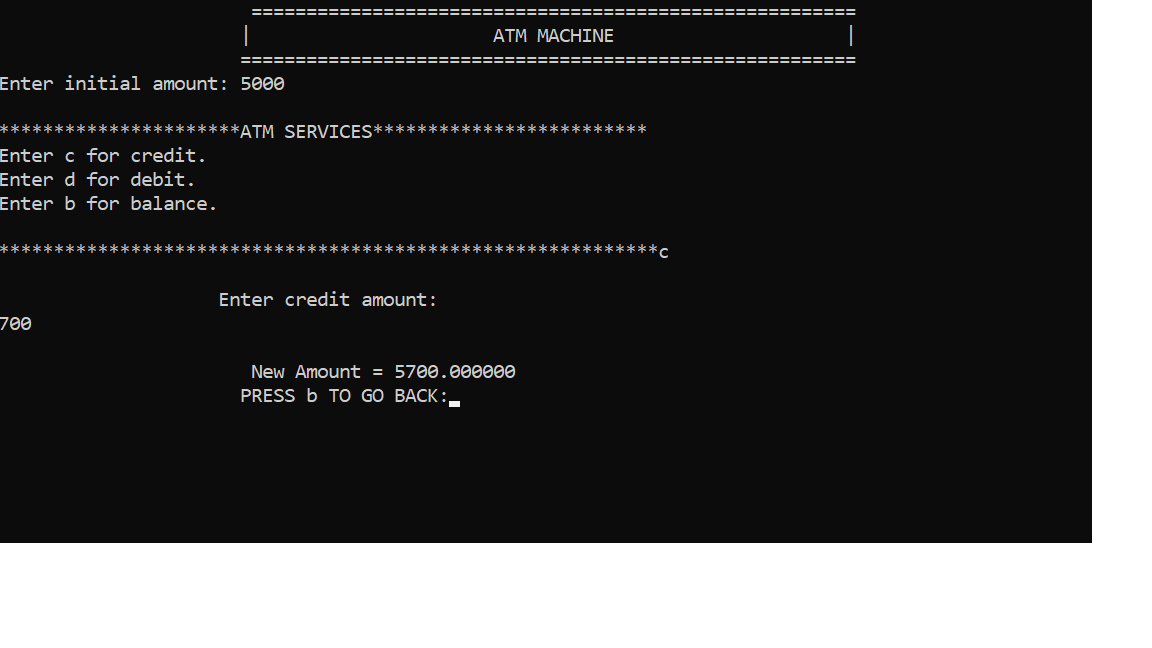 =======================================================
| ATM MACHINE |
========================================================
Enter initial amount: 5000
**********************ATM SERVICES*************************
Enter c for credit.
Enter d for debit.
Enter b for balance.
************************************************************c
Enter credit amount:
700
New Amount = 5700.000000
PRESS b TO GO BACK: